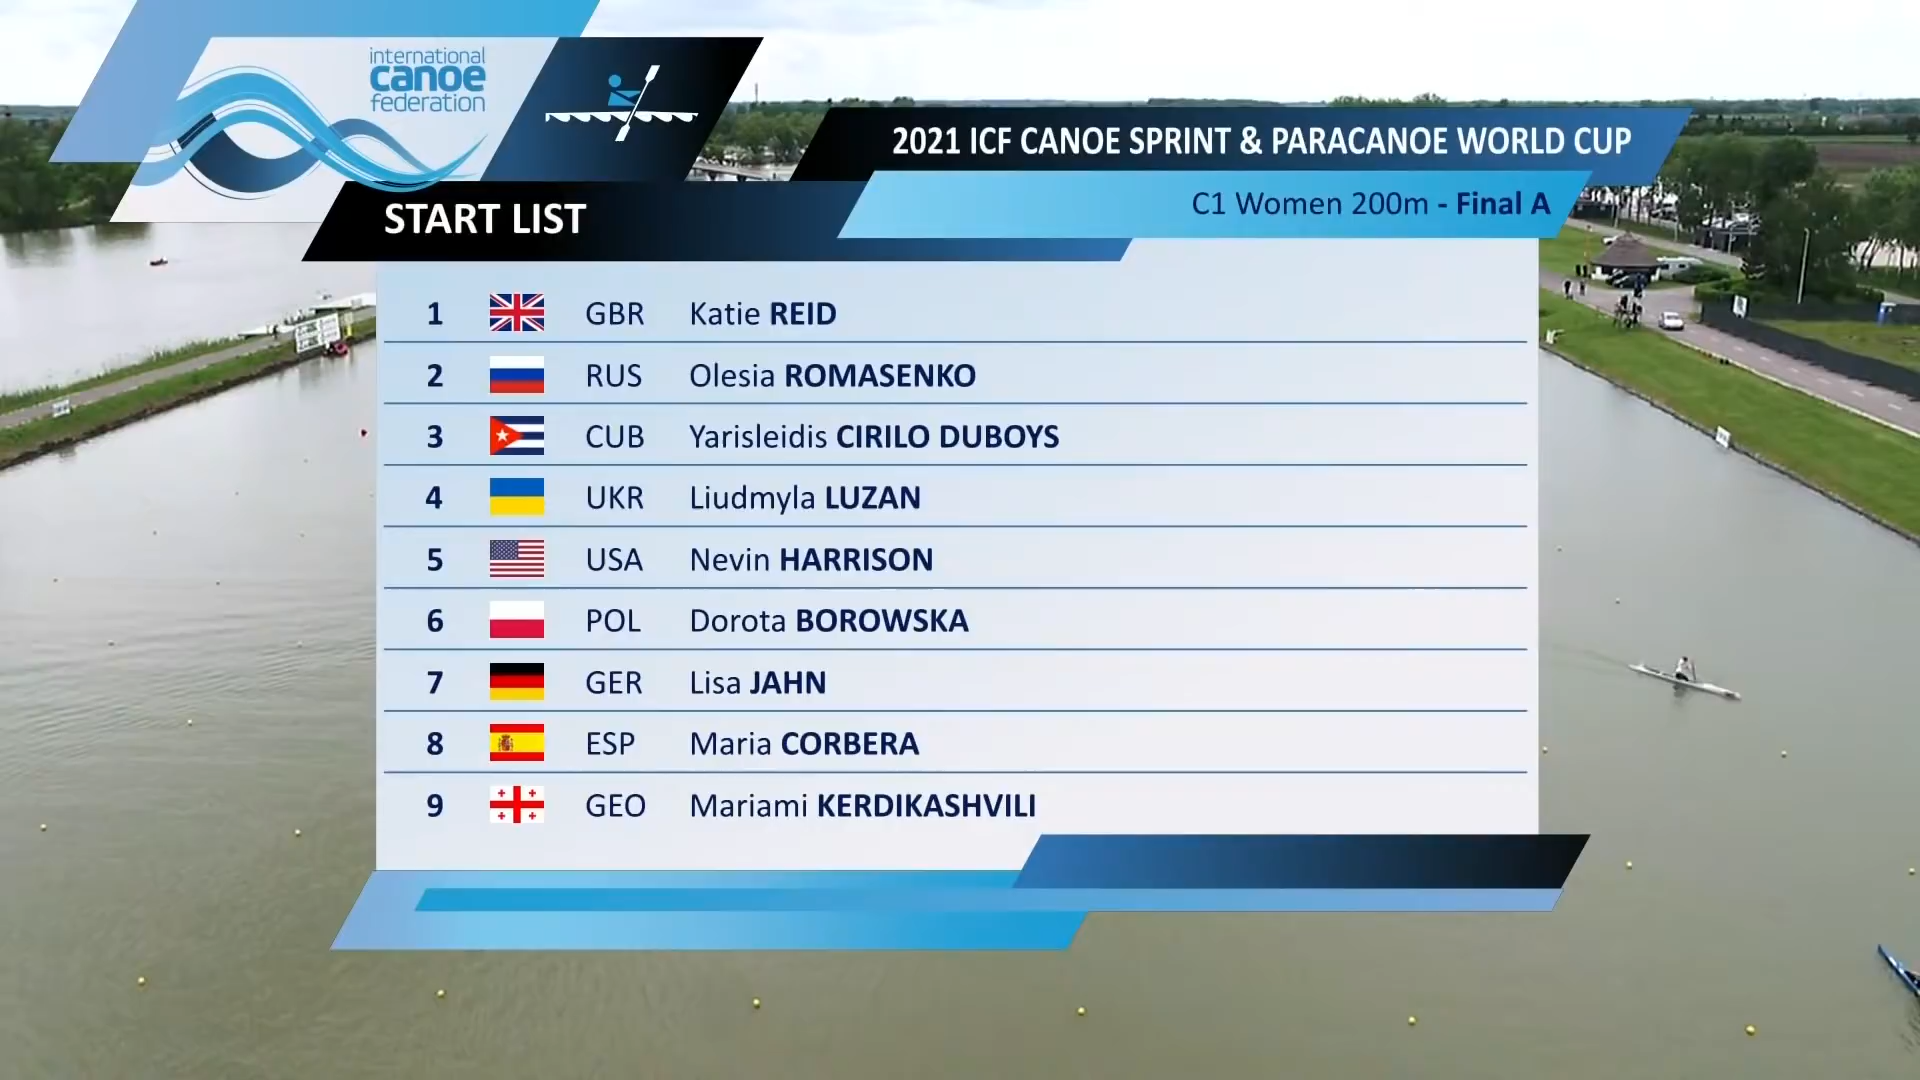 international
canoe
federation
2021 ICF CANOE SPRINT & PARACANOE WORLD CUP
C1 Women 200m - Final A
START LIST
1 GBR Katie REID
2 RUS Olesia ROMASENKO
3 CUB Yarisleidis CIRILO DUBOYS
4 UKR Liudmyla LUZAN
5 USA Nevin HARRISON
6 POL Dorota BOROWSKA
7 GER Lisa JAHN
8 ESP Maria CORBERA
9 GEO Mariami KERDIKASHVILI